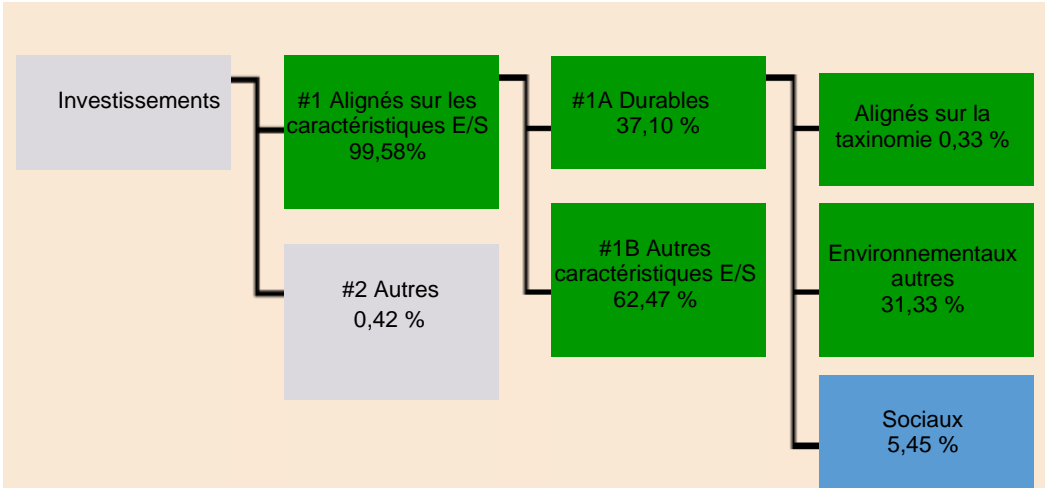 Investissements
#1 Alignés sur les
caractéristiques E/S
99,58%
#2 Autres
0,42 %
#1A Durables
37,10 %
#1B Autres
caractéristiques E/S
62,47 %
Alignés sur la
taxinomie 0,33 %
Environnementaux
autres
31,33 %
Sociaux
5,45 %